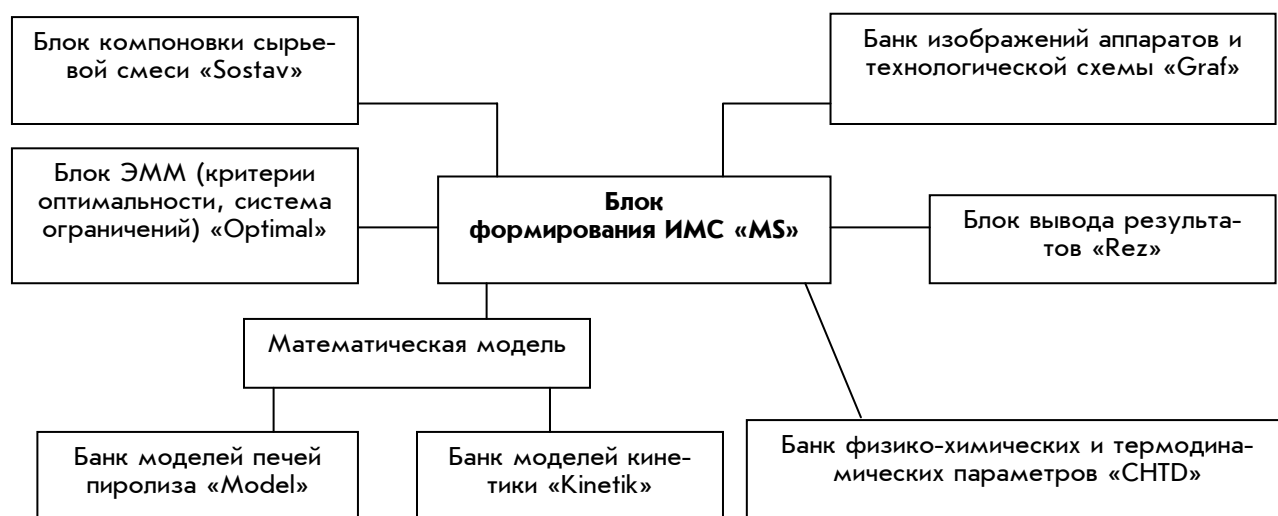 Блок компоновки сырье-
вой смеси «Sostav»
Банк изображений аппаратов и
технологической схемы «Graf»
Блок ЭММ (критерии
оптимальности, система
ограничений) «Optimal»
Блок
формирования ИМС «MS»
Блок вывода результа-
тов «Rez»
Математическая модель
Банк моделей печей
пиролиза «Model»
Банк моделей кине-
тики «Kinetik»
Банк физико-химических и термодина-
мических параметров «CHTD»